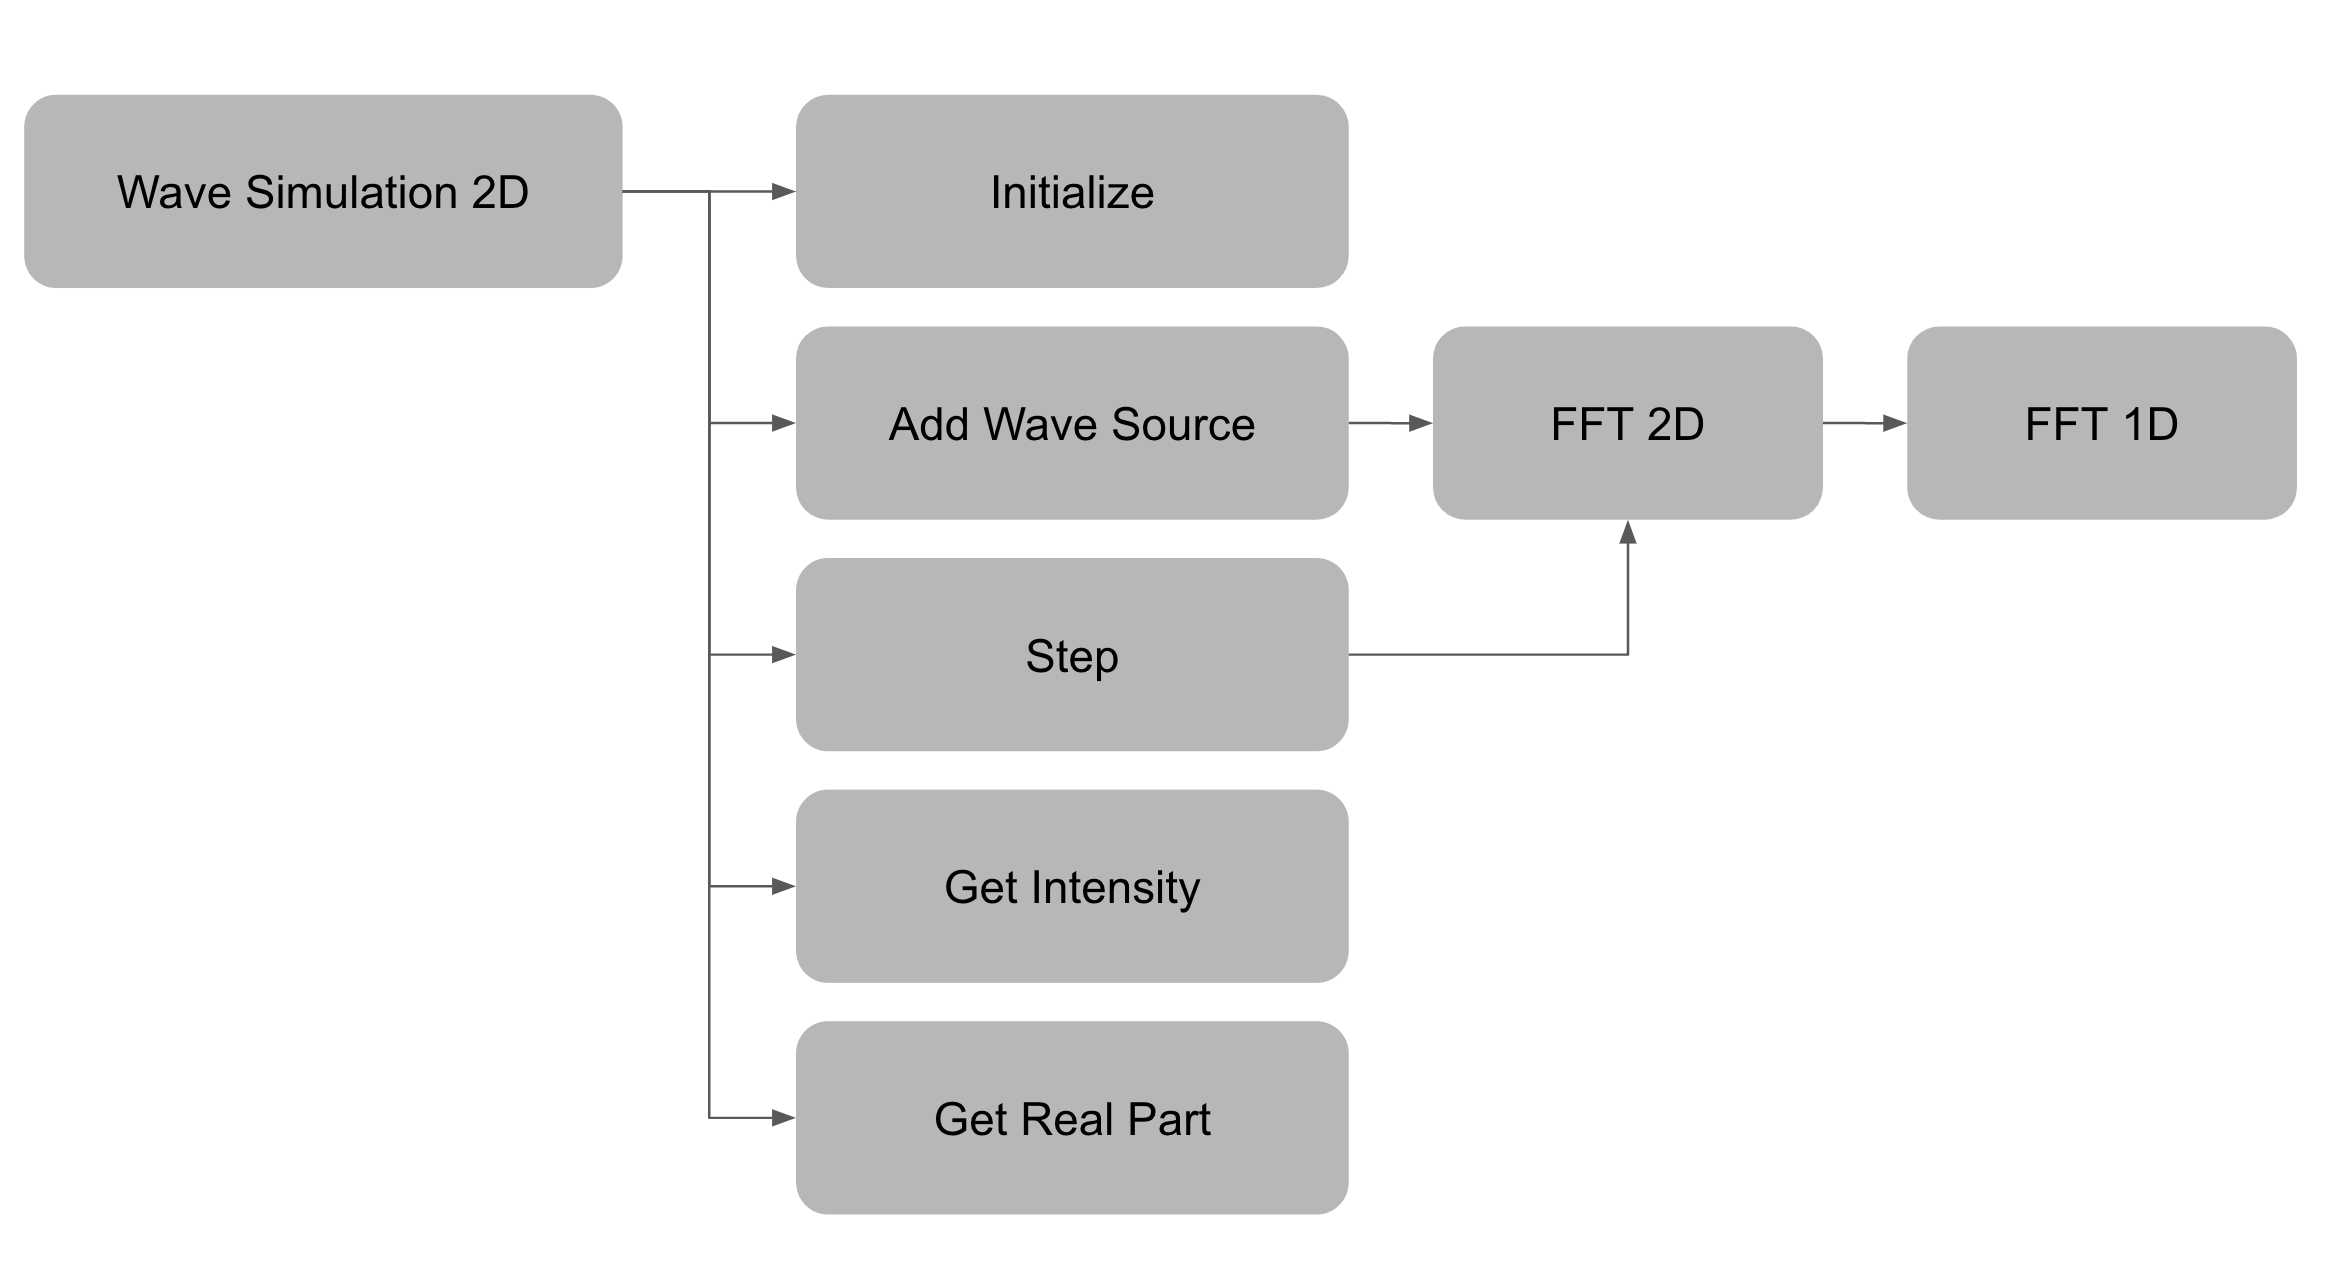 Wave Simulation 2D
Initialize
Add Wave Source
FFT 2D
FFT 1D
Step
Get Intensity
Get Real Part